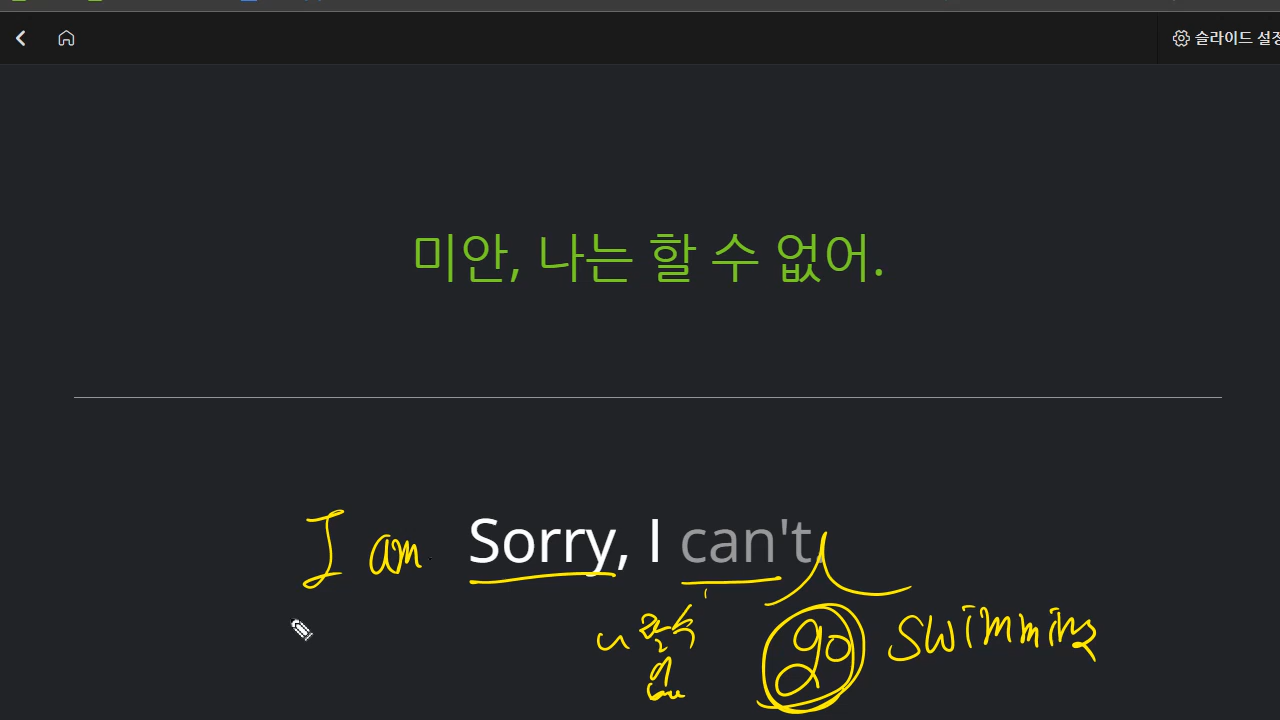 슬라이드 설정
미안, 나는 할 수 없어.
I am Sorry, I can't.
go swimming